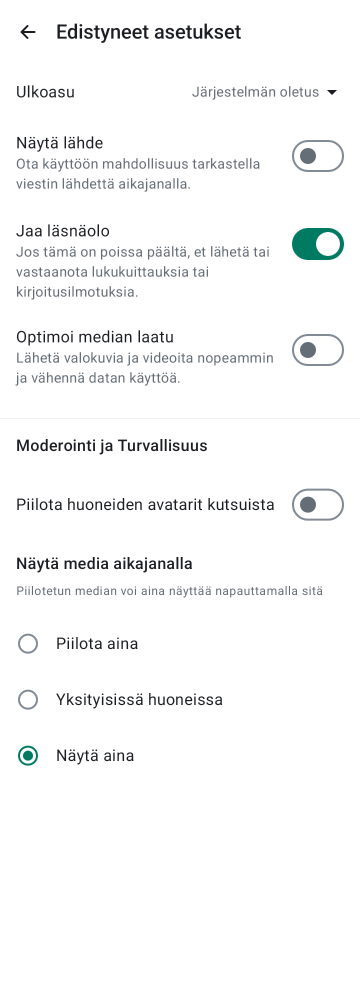 Edistyneet asetukset
Ulkoasu
Järjestelmän oletus
Näytä lähde
Ota käyttöön mahdollisuus tarkastella
viestin lähdettä aikajanalla.
Jaa läsnäolo
Jos tämä on poissa päältä, et lähetä tai
vastaanota lukukuittauksia tai
kirjoitusilmotuksia.
Optimoi median laatu
Lähetä valokuvia ja videoita nopeammin
ja vähennä datan käyttöä.
Moderointi ja Turvallisuus
Piilota huoneiden avatarit kutsuista
Näytä media aikajanalla
Piilotetun median voi aina näyttää napauttamalla sitä
Piilota aina
Yksityisissä huoneissa
Näytä aina